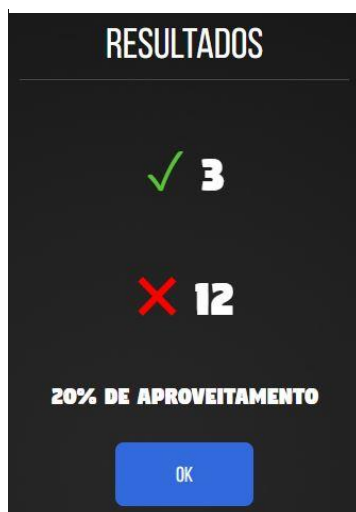 RESULTADOS
✓ 3
✕ 12
20% DE APROVEITAMENTO
OK